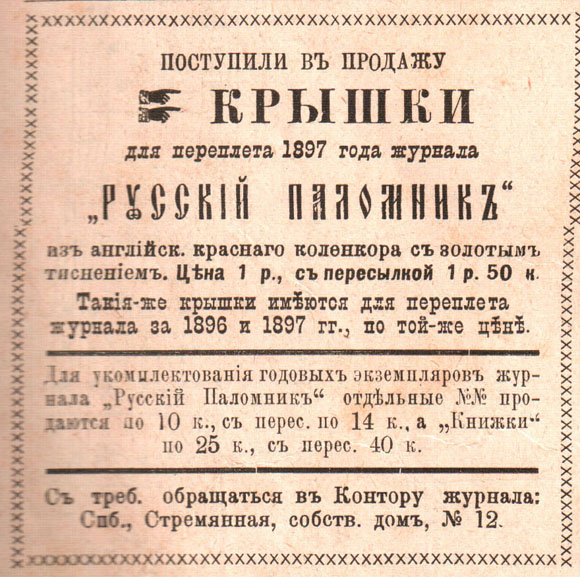 ПОСТУПИЛИ ВЪ ПРОДАЖУ
КРЫШКИ
для переплета 1897 года журнала
„РУССКІЙ ПАЛОМНИКЪ“
изъ англійск. краснаго коленкора съ золотымъ
тисненіемъ. Цѣна 1 р., съ пересылкой 1 р. 50 к.
Такія-же крышки имѣются для переплета
журнала за 1896 и 1897 гг., по той-же цѣнѣ.
Для укомплектованія годовыхъ экземпляровъ жур-
нала „Русскій Паломникъ“ отдѣльные №№ про-
даются по 10 к., съ перес. по 14 к., а „Книжки“
по 25 к., съ перес. 40 к.
Съ треб. обращаться въ Контору журнала:
Спб., Стремянная, собств. домъ, № 12.